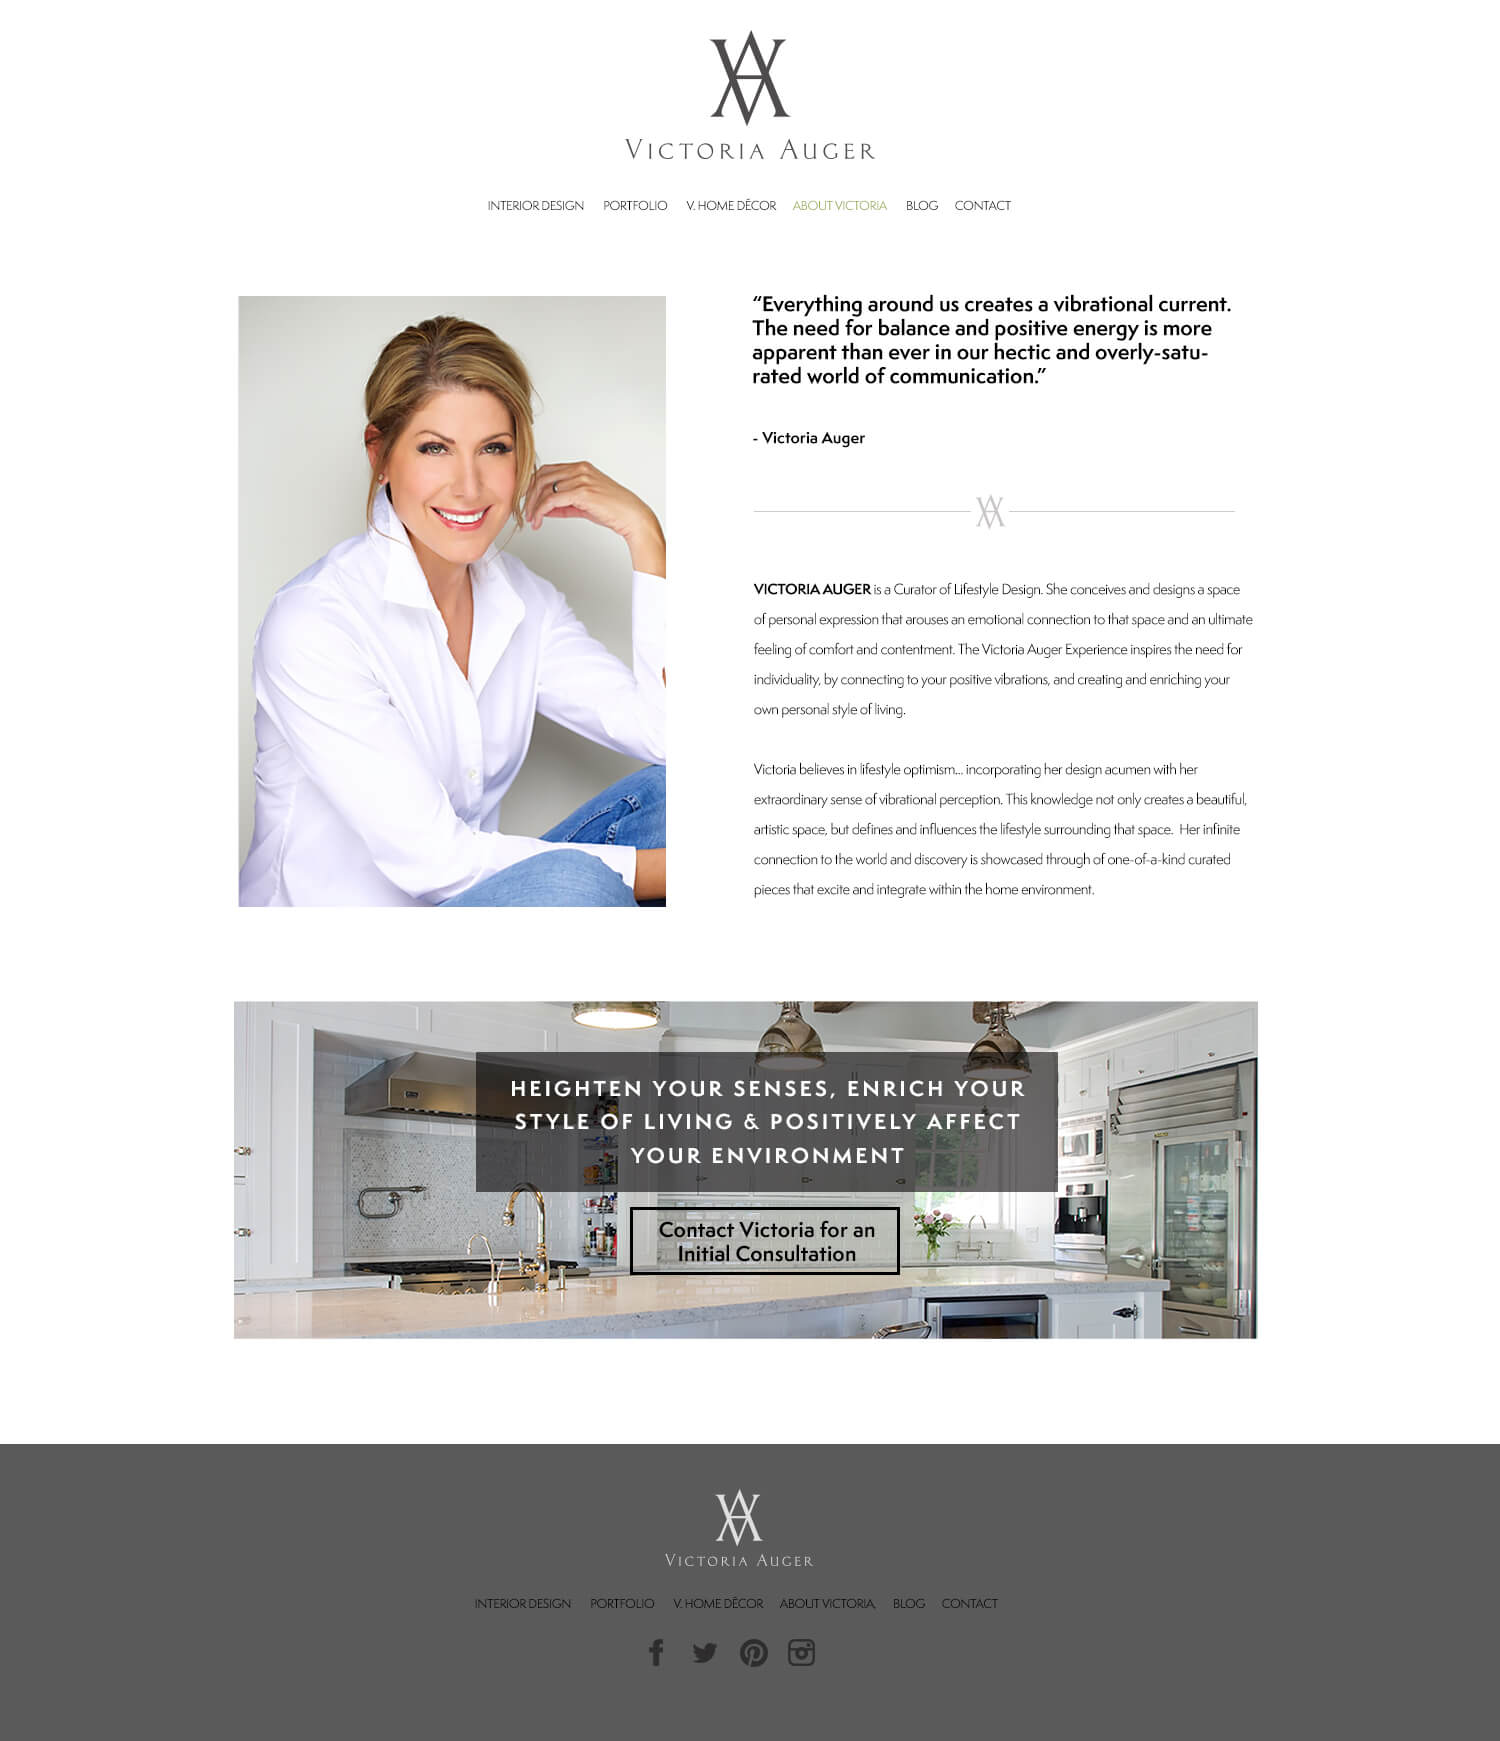 VICTORIA AUGER
INTERIOR DESIGN PORTFOLIO V. HOME DÉCOR ABOUT VICTORIA BLOG CONTACT
“Everything around us creates a vibrational current.
The need for balance and positive energy is more
apparent than ever in our hectic and overly-satu-
rated world of communication.”
- Victoria Auger
VICTORIA AUGER is a Curator of Lifestyle Design. She conceives and designs a space
of personal expression that arouses an emotional connection to that space and an ultimate
feeling of comfort and contentment. The Victoria Auger Experience inspires the need for
individuality, by connecting to your positive vibrations, and creating and enriching your
own personal style of living.
Victoria believes in lifestyle optimism... incorporating her design acumen with her
extraordinary sense of vibrational perception. This knowledge not only creates a beautiful,
artistic space, but defines and influences the lifestyle surrounding that space. Her infinite
connection to the world and discovery is showcased through of one-of-a-kind curated
pieces that excite and integrate within the home environment.
HEIGHTEN YOUR SENSES, ENRICH YOUR
STYLE OF LIVING & POSITIVELY AFFECT
YOUR ENVIRONMENT
Contact Victoria for an
Initial Consultation
VICTORIA AUGER
INTERIOR DESIGN PORTFOLIO V. HOME DÉCOR ABOUT VICTORIA, BLOG CONTACT